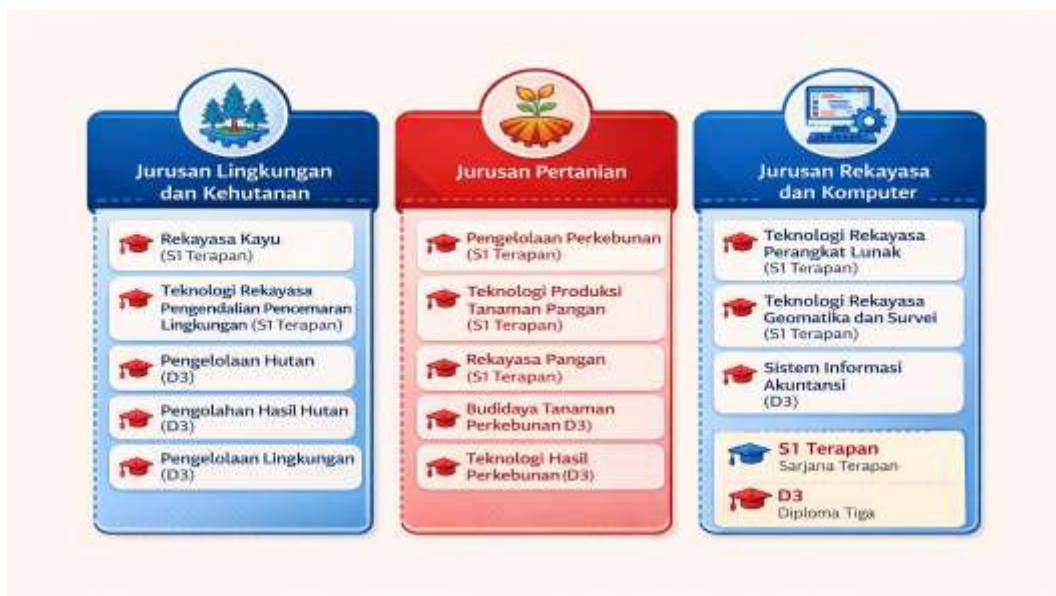 Jurusan Lingkungan
dan Kehutanan
Rekayasa Kayu
(S1 Terapan)
Teknologi Rekayasa
Pengendalian Pencemaran
Lingkungan (S1 Terapan)
Pengelolaan Hutan
(D3)
Pengolahan Hasil Hutan
(D3)
Pengelolaan Lingkungan
(D3)
Jurusan Pertanian
Pengelolaan Perkebunan
(S1 Terapan)
Teknologi Produksi
Tanaman Pangan
(S1 Terapan)
Rekayasa Pangan
(S1 Terapan)
Budidaya Tanaman
Perkebunan D3)
Teknologi Hasil
Perkebunan (D3)
Jurusan Rekayasa
dan Komputer
Teknologi Rekayasa
Perangkat Lunak
(S1 Terapan)
Teknologi Rekayasa
Geomatika dan Survei
(S1 Terapan)
Sistem Informasi
Akuntansi
(D3)
S1 Terapan
Sarjana Terapan
D3
Diploma Tiga